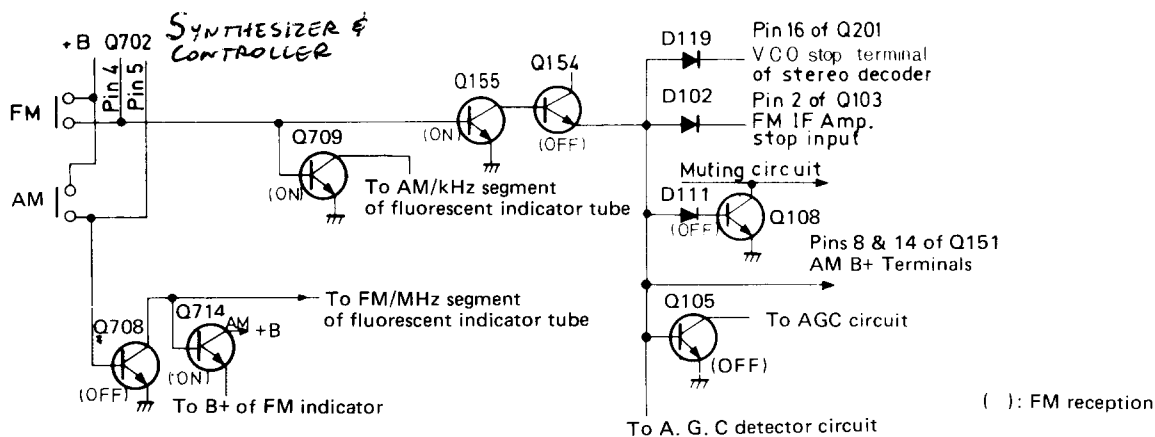 SYNTHESIZER &
CONTROLLER
+B Q702
Pin 4
Pin 5
FM
AM
Q155
(ON)
Q154
(OFF)
Q709
(ON)
To AM/kHz segment
of fluorescent indicator tube
D119
Pin 16 of Q201
VCO stop terminal
of stereo decoder
D102
Pin 2 of Q103
FM IF Amp.
stop input
Muting circuit
D111
(OFF)
Q108
Pins 8 & 14 of Q151
AM B+ Terminals
Q105
(OFF)
To AGC circuit
To A. G. C detector circuit
Q708
(OFF)
Q714
(ON)
AM +B
To FM/MHz segment
of fluorescent indicator tube
To B+ of FM indicator
( ): FM reception